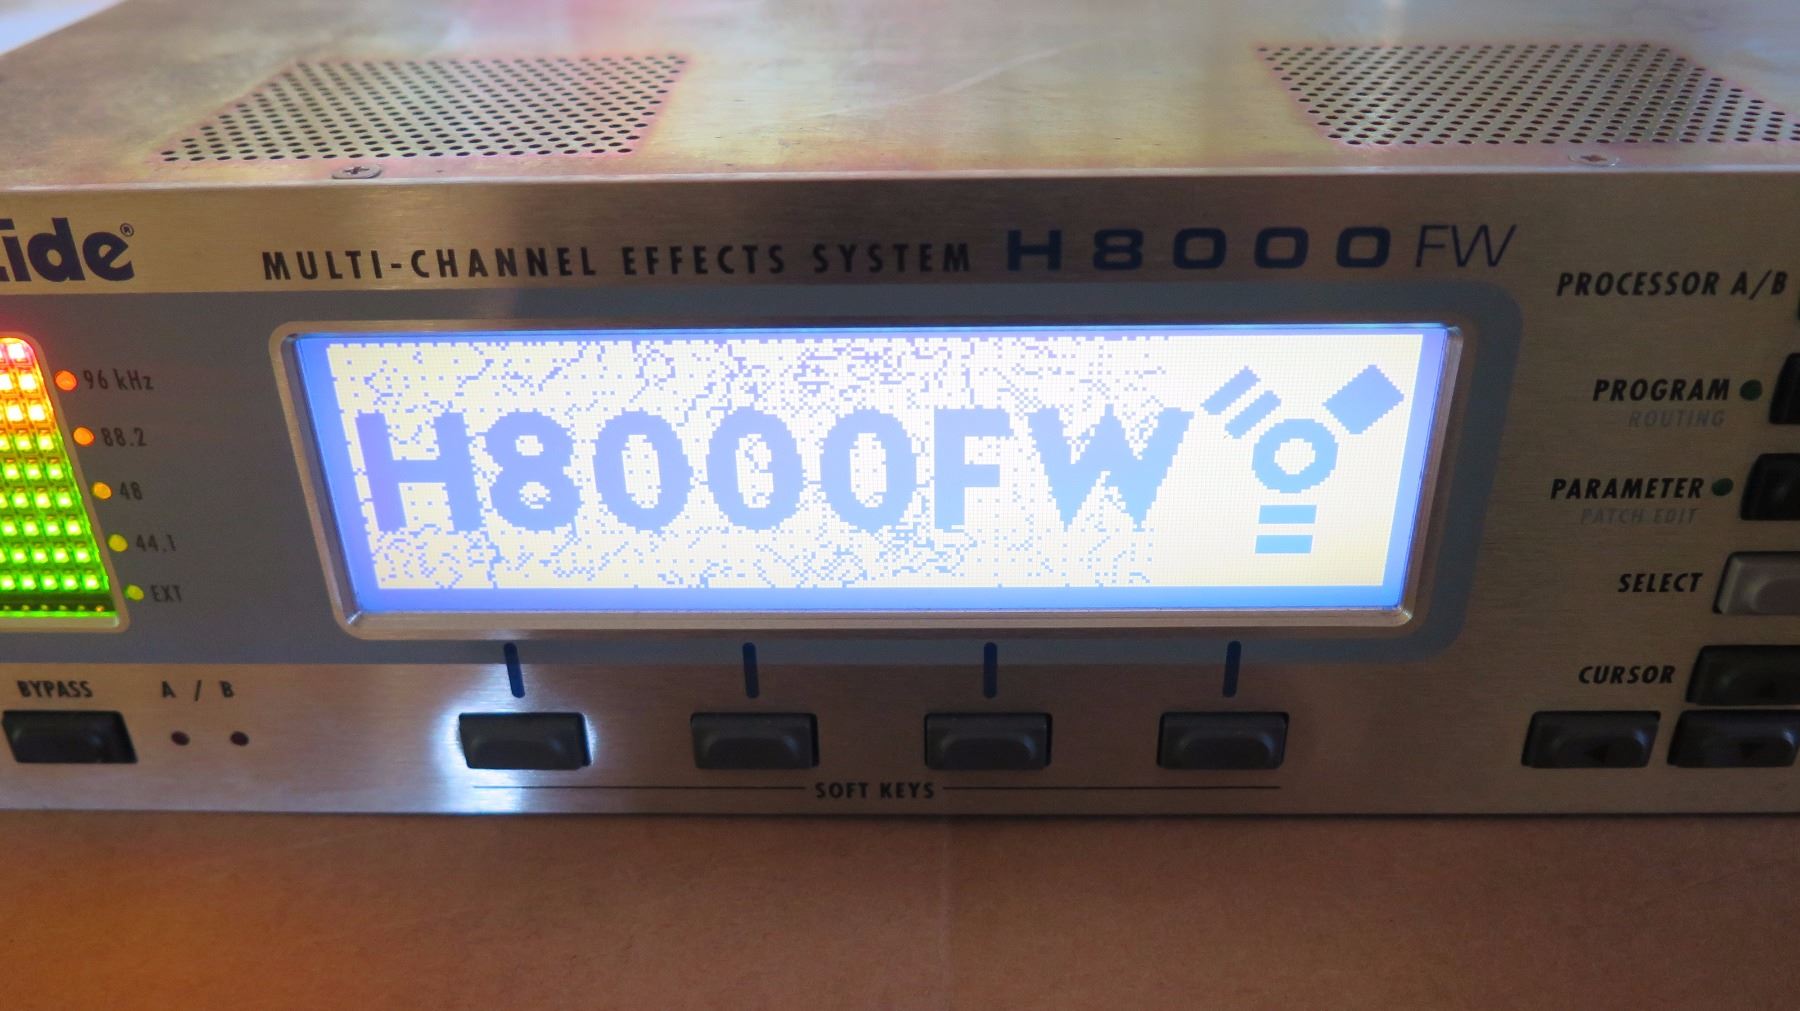 tide®
MULTI-CHANNEL EFFECTS SYSTEM H8000FW
PROCESSOR A/B
96 kHz
88.2
48
44.1
EXT
H8000FW
PROGRAM
ROUTING
PARAMETER
PATCH EDIT
SELECT
CURSOR
BYPASS
A / B
SOFT KEYS